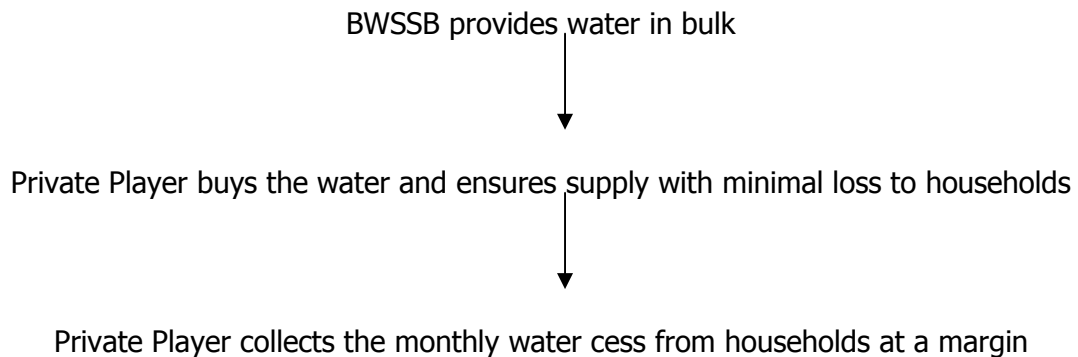 BWSSB provides water in bulk
Private Player buys the water and ensures supply with minimal loss to households
Private Player collects the monthly water cess from households at a margin